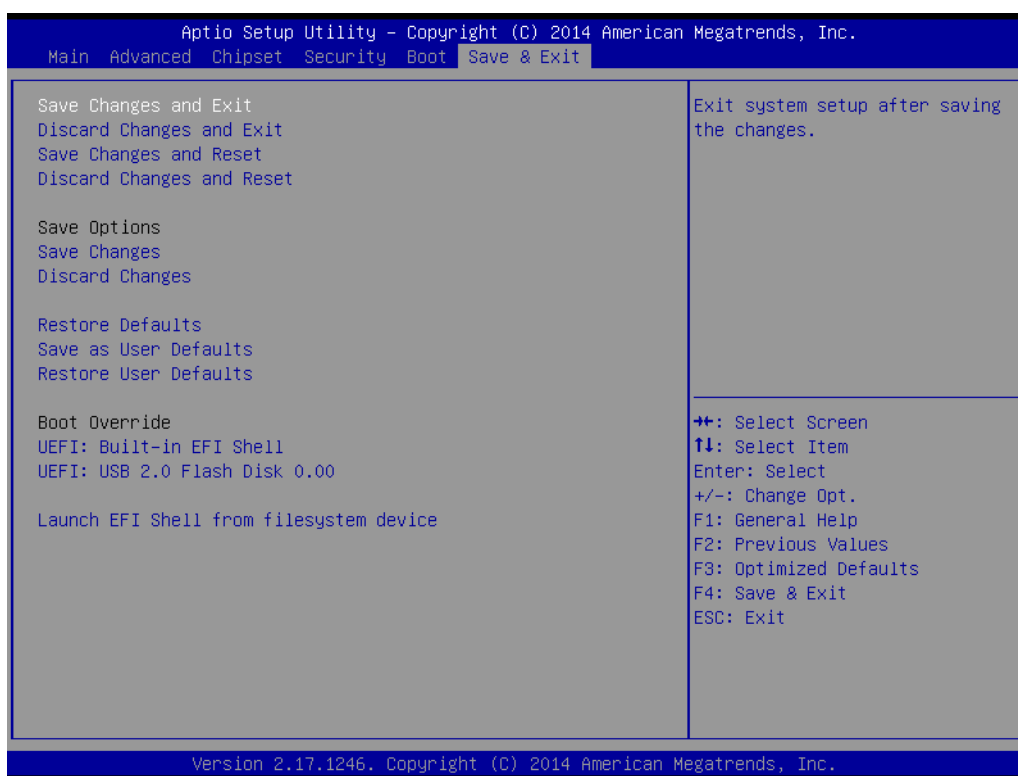 Aptio Setup Utility – Copyright (C) 2014 American Megatrends, Inc.
Main Advanced Chipset Security Boot Save & Exit
Save Changes and Exit
Discard Changes and Exit
Save Changes and Reset
Discard Changes and Reset
Save Options
Save Changes
Discard Changes
Restore Defaults
Save as User Defaults
Restore User Defaults
Boot Override
UEFI: Built-in EFI Shell
UEFI: USB 2.0 Flash Disk 0.00
Launch EFI Shell from filesystem device
Exit system setup after saving
the changes.
→←: Select Screen
↑↓: Select Item
Enter: Select
+/-: Change Opt.
F1: General Help
F2: Previous Values
F3: Optimized Defaults
F4: Save & Exit
ESC: Exit
Version 2.17.1246. Copyright (C) 2014 American Megatrends, Inc.